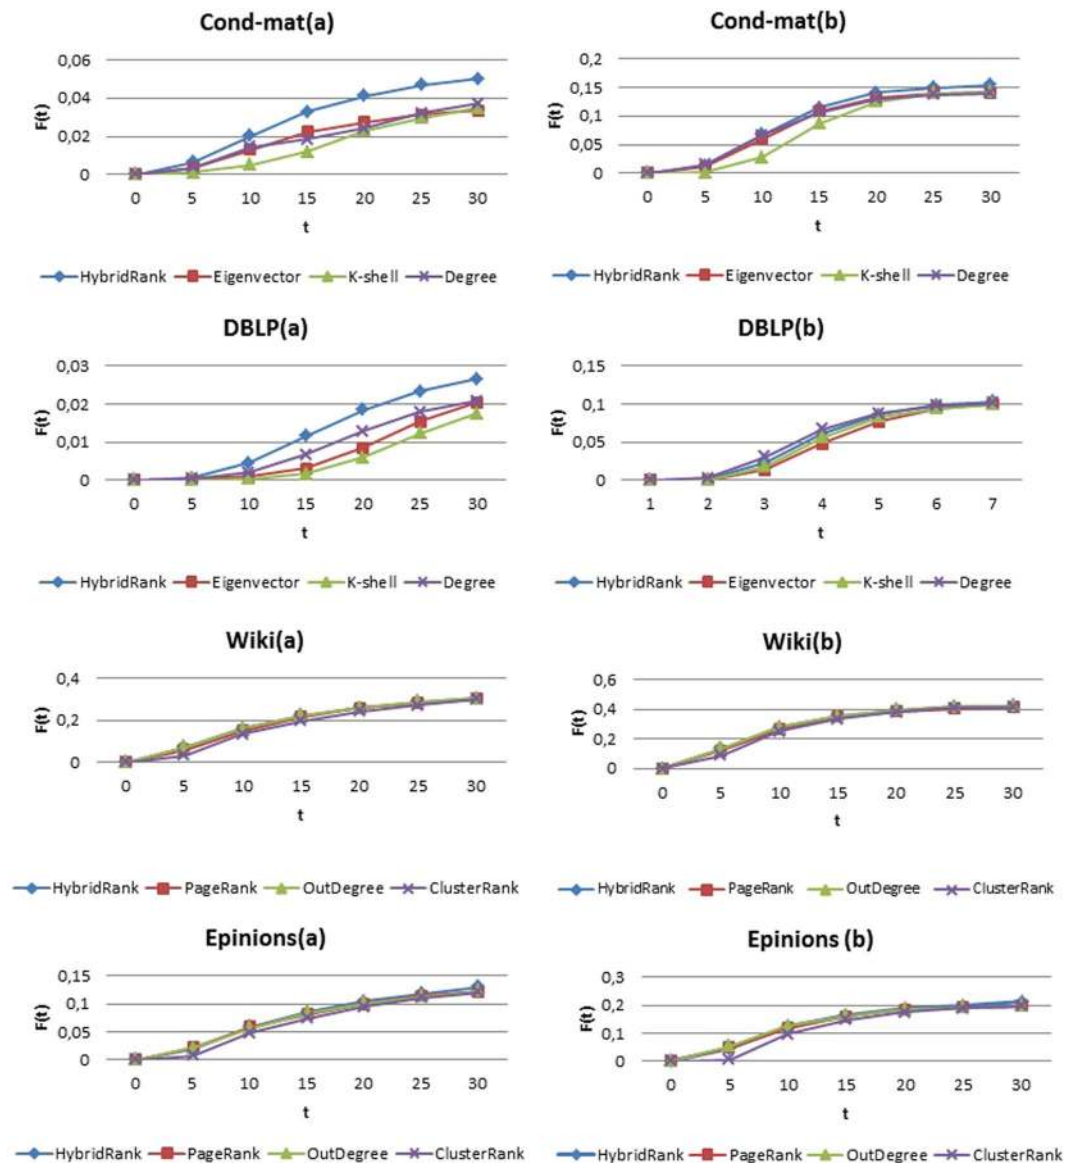 Cond-mat(a)
0,06
0,04
0,02
0
F(t)
0 5 10 15 20 25 30
t
HybridRank Eigenvector K-shell Degree
Cond-mat(b)
0,2
0,15
0,1
0,05
0
F(t)
0 5 10 15 20 25 30
t
HybridRank Eigenvector K-shell Degree
DBLP(a)
0,03
0,02
0,01
0
F(t)
0 5 10 15 20 25 30
t
HybridRank Eigenvector K-shell Degree
DBLP(b)
0,15
0,1
0,05
0
F(t)
1 2 3 4 5 6 7
t
HybridRank Eigenvector K-shell Degree
Wiki(a)
0,4
0,2
0
F(t)
0 5 10 15 20 25 30
t
HybridRank PageRank OutDegree ClusterRank
Wiki(b)
0,6
0,4
0,2
0
F(t)
0 5 10 15 20 25 30
t
HybridRank PageRank OutDegree ClusterRank
Epinions(a)
0,15
0,1
0,05
0
F(t)
0 5 10 15 20 25 30
t
HybridRank PageRank OutDegree ClusterRank
Epinions (b)
0,3
0,2
0,1
0
F(t)
0 5 10 15 20 25 30
t
HybridRank PageRank OutDegree ClusterRank